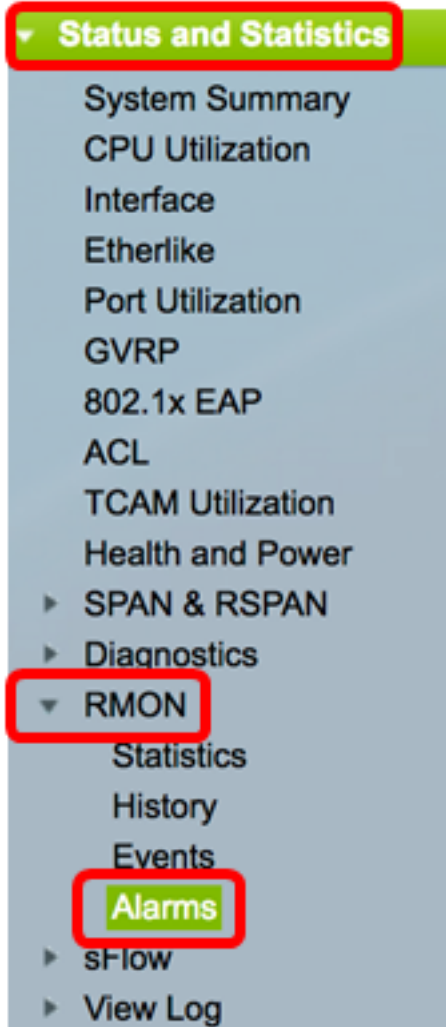 Status and Statistics
System Summary
CPU Utilization
Interface
Etherlike
Port Utilization
GVRP
802.1x EAP
ACL
TCAM Utilization
Health and Power
SPAN & RSPAN
Diagnostics
RMON
Statistics
History
Events
Alarms
sFlow
View Log